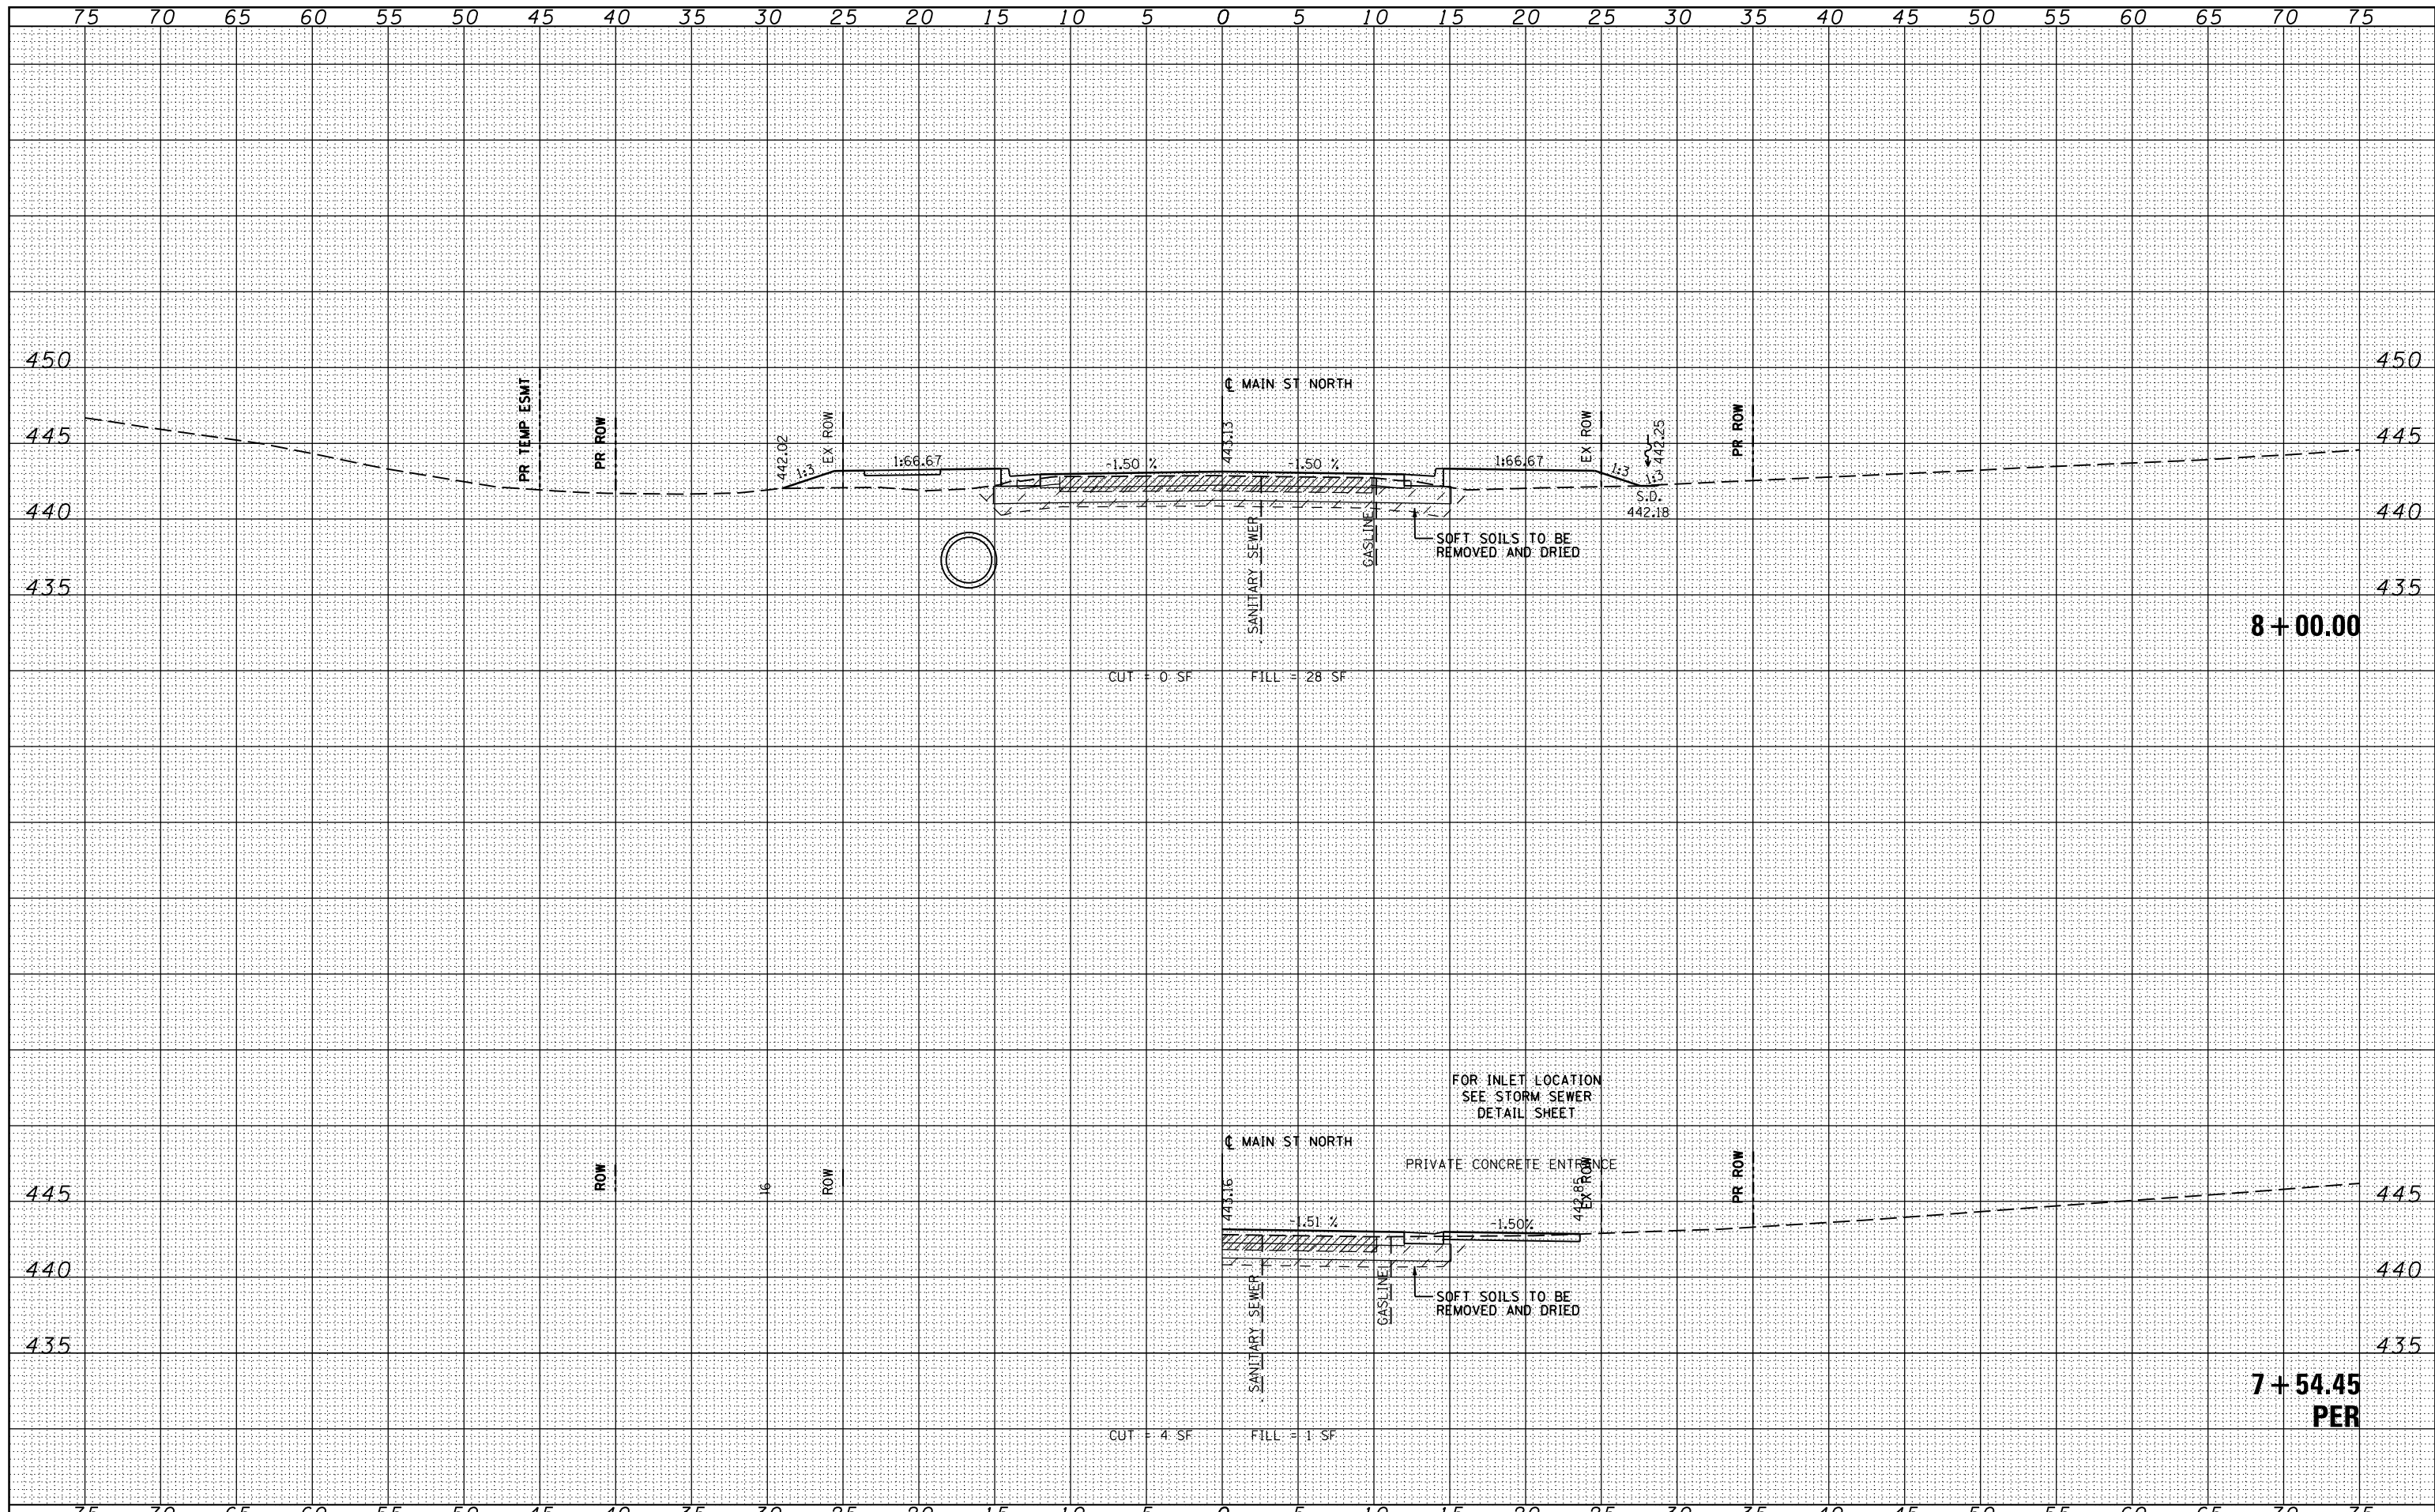 75 70 65 60 55 50 45 40 35 30 25 20 15 10 5 0 5 10 15 20 25 30 35 40 45 50 55 60 65 70 75
450 450
PR TEMP ESMT
PR ROW
442.02
EX ROW
℄ MAIN ST NORTH
443.13
EX ROW
442.25
PR ROW
445 445
1:3
1:66.67
-1.50 %
-1.50 %
1:66.67
1:3
1:3
S.D.
442.18
440 440
SANITARY SEWER
GASLINE
SOFT SOILS TO BE
REMOVED AND DRIED
435 435
8+00.00
CUT = 0 SF FILL = 28 SF
FOR INLET LOCATION
SEE STORM SEWER
DETAIL SHEET
℄ MAIN ST NORTH
PRIVATE CONCRETE ENTRANCE
ROW
16
ROW
443.16
442.85
EX ROW
PR ROW
445 445
-1.51 %
-1.50%
440 440
SANITARY SEWER
GASLINE
SOFT SOILS TO BE
REMOVED AND DRIED
435 435
7+54.45
PER
CUT = 4 SF FILL = 1 SF
75 70 65 60 55 50 45 40 35 30 25 20 15 10 5 0 5 10 15 20 25 30 35 40 45 50 55 60 65 70 75